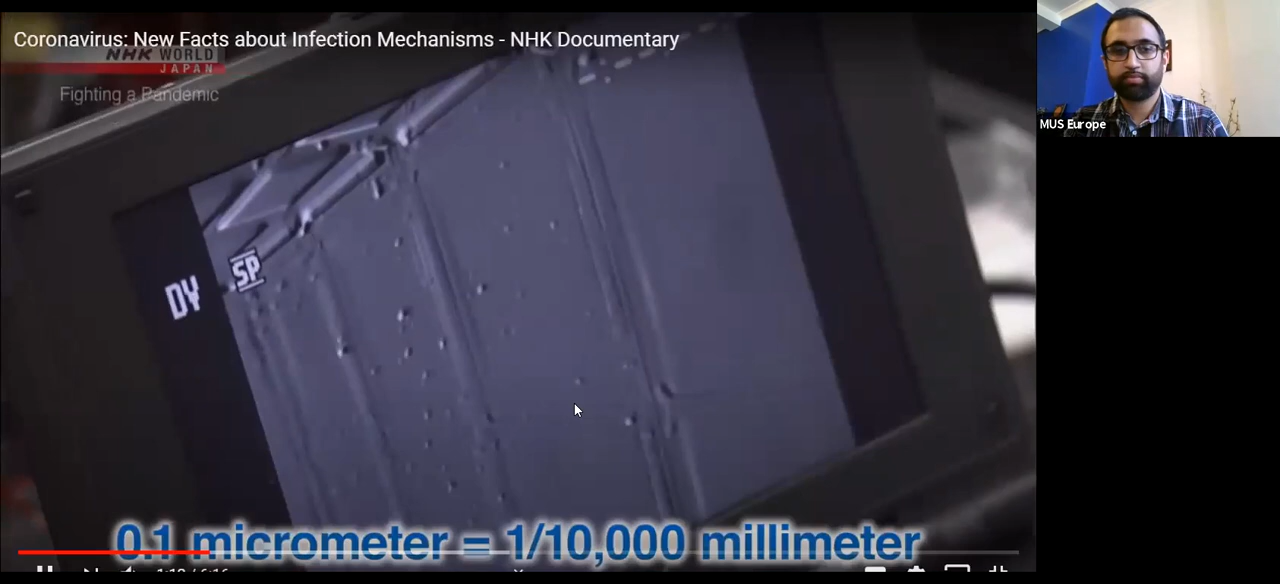 Coronavirus: New Facts about Infection Mechanisms - NHK Documentary
NHK WORLD
JAPAN
Fighting a Pandemic
MUS Europe
SP
DY
0.1 micrometer = 1/10,000 millimeter